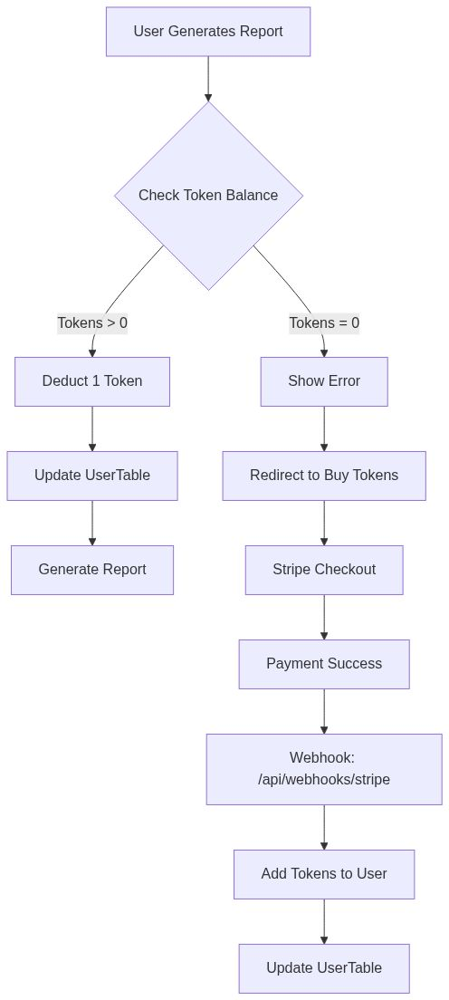 User Generates Report
Check Token Balance
Tokens > 0
Tokens = 0
Deduct 1 Token
Show Error
Update UserTable
Redirect to Buy Tokens
Generate Report
Stripe Checkout
Payment Success
Webhook:
/api/webhooks/stripe
Add Tokens to User
Update UserTable